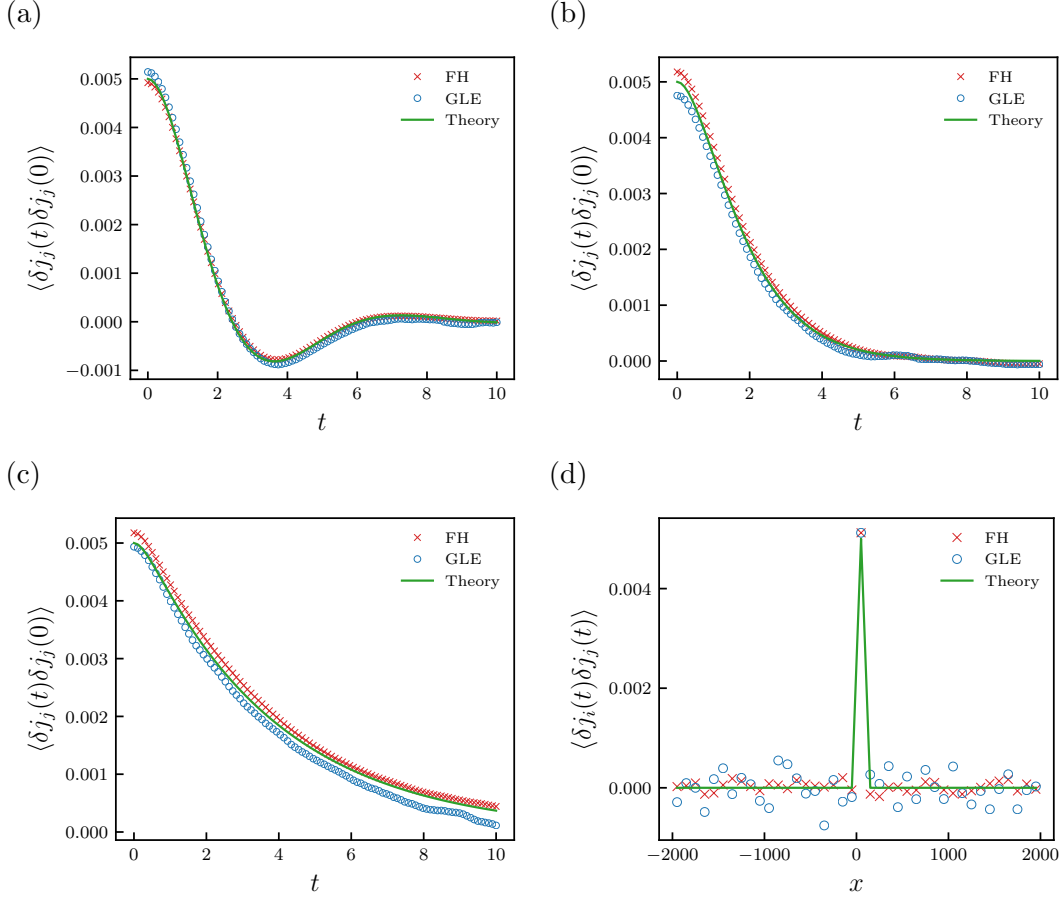 (a)
⟨δj_j(t)δj_j(0)⟩
0.005
0.004
0.003
0.002
0.001
0.000
−0.001
FH
GLE
Theory
0 2 4 6 8 10
t
(b)
⟨δj_j(t)δj_j(0)⟩
0.005
0.004
0.003
0.002
0.001
0.000
FH
GLE
Theory
0 2 4 6 8 10
t
(c)
⟨δj_j(t)δj_j(0)⟩
0.005
0.004
0.003
0.002
0.001
0.000
FH
GLE
Theory
0 2 4 6 8 10
t
(d)
⟨δj_i(t)δj_j(t)⟩
0.004
0.002
0.000
FH
GLE
Theory
−2000 −1000 0 1000 2000
x